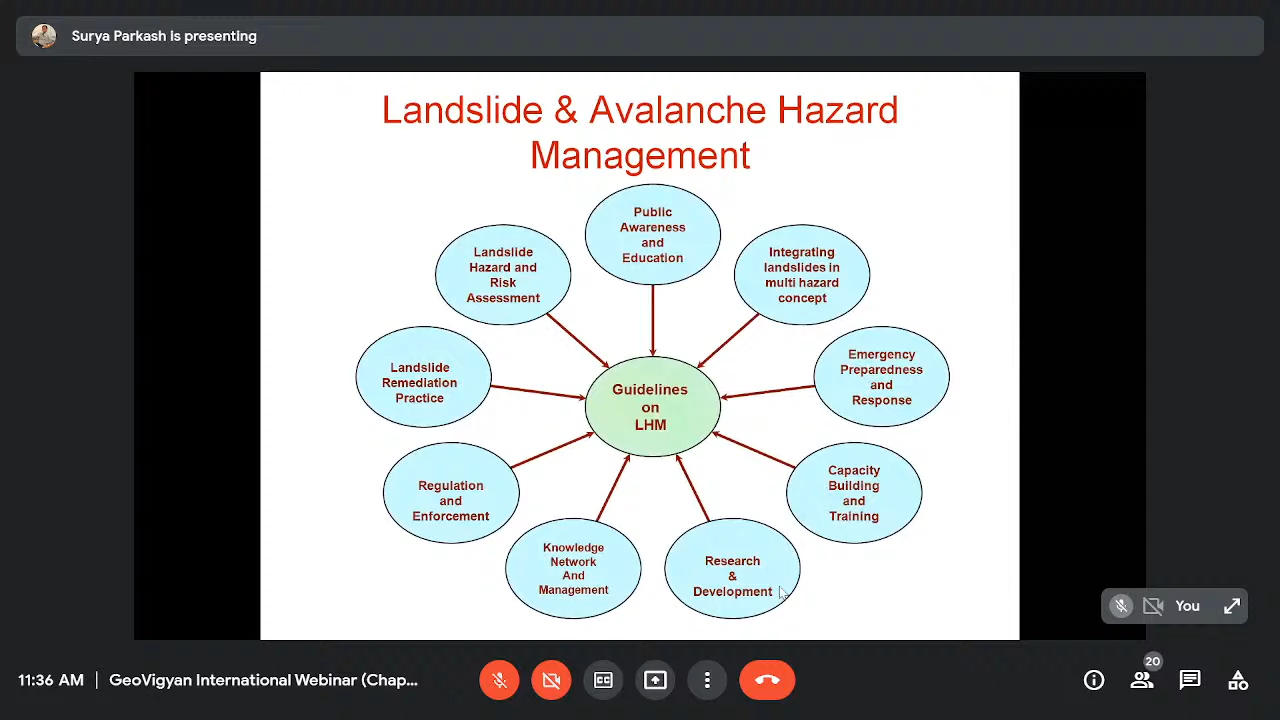 Surya Parkash is presenting
Landslide & Avalanche Hazard
Management
Public
Awareness
and
Education
Landslide
Hazard and
Risk
Assessment
Integrating
landslides in
multi hazard
concept
Landslide
Remediation
Practice
Emergency
Preparedness
and
Response
Guidelines
on
LHM
Regulation
and
Enforcement
Capacity
Building
and
Training
Knowledge
Network
And
Management
Research
&
Development
You
20
11:36 AM | GeoVigyan International Webinar (Chap...